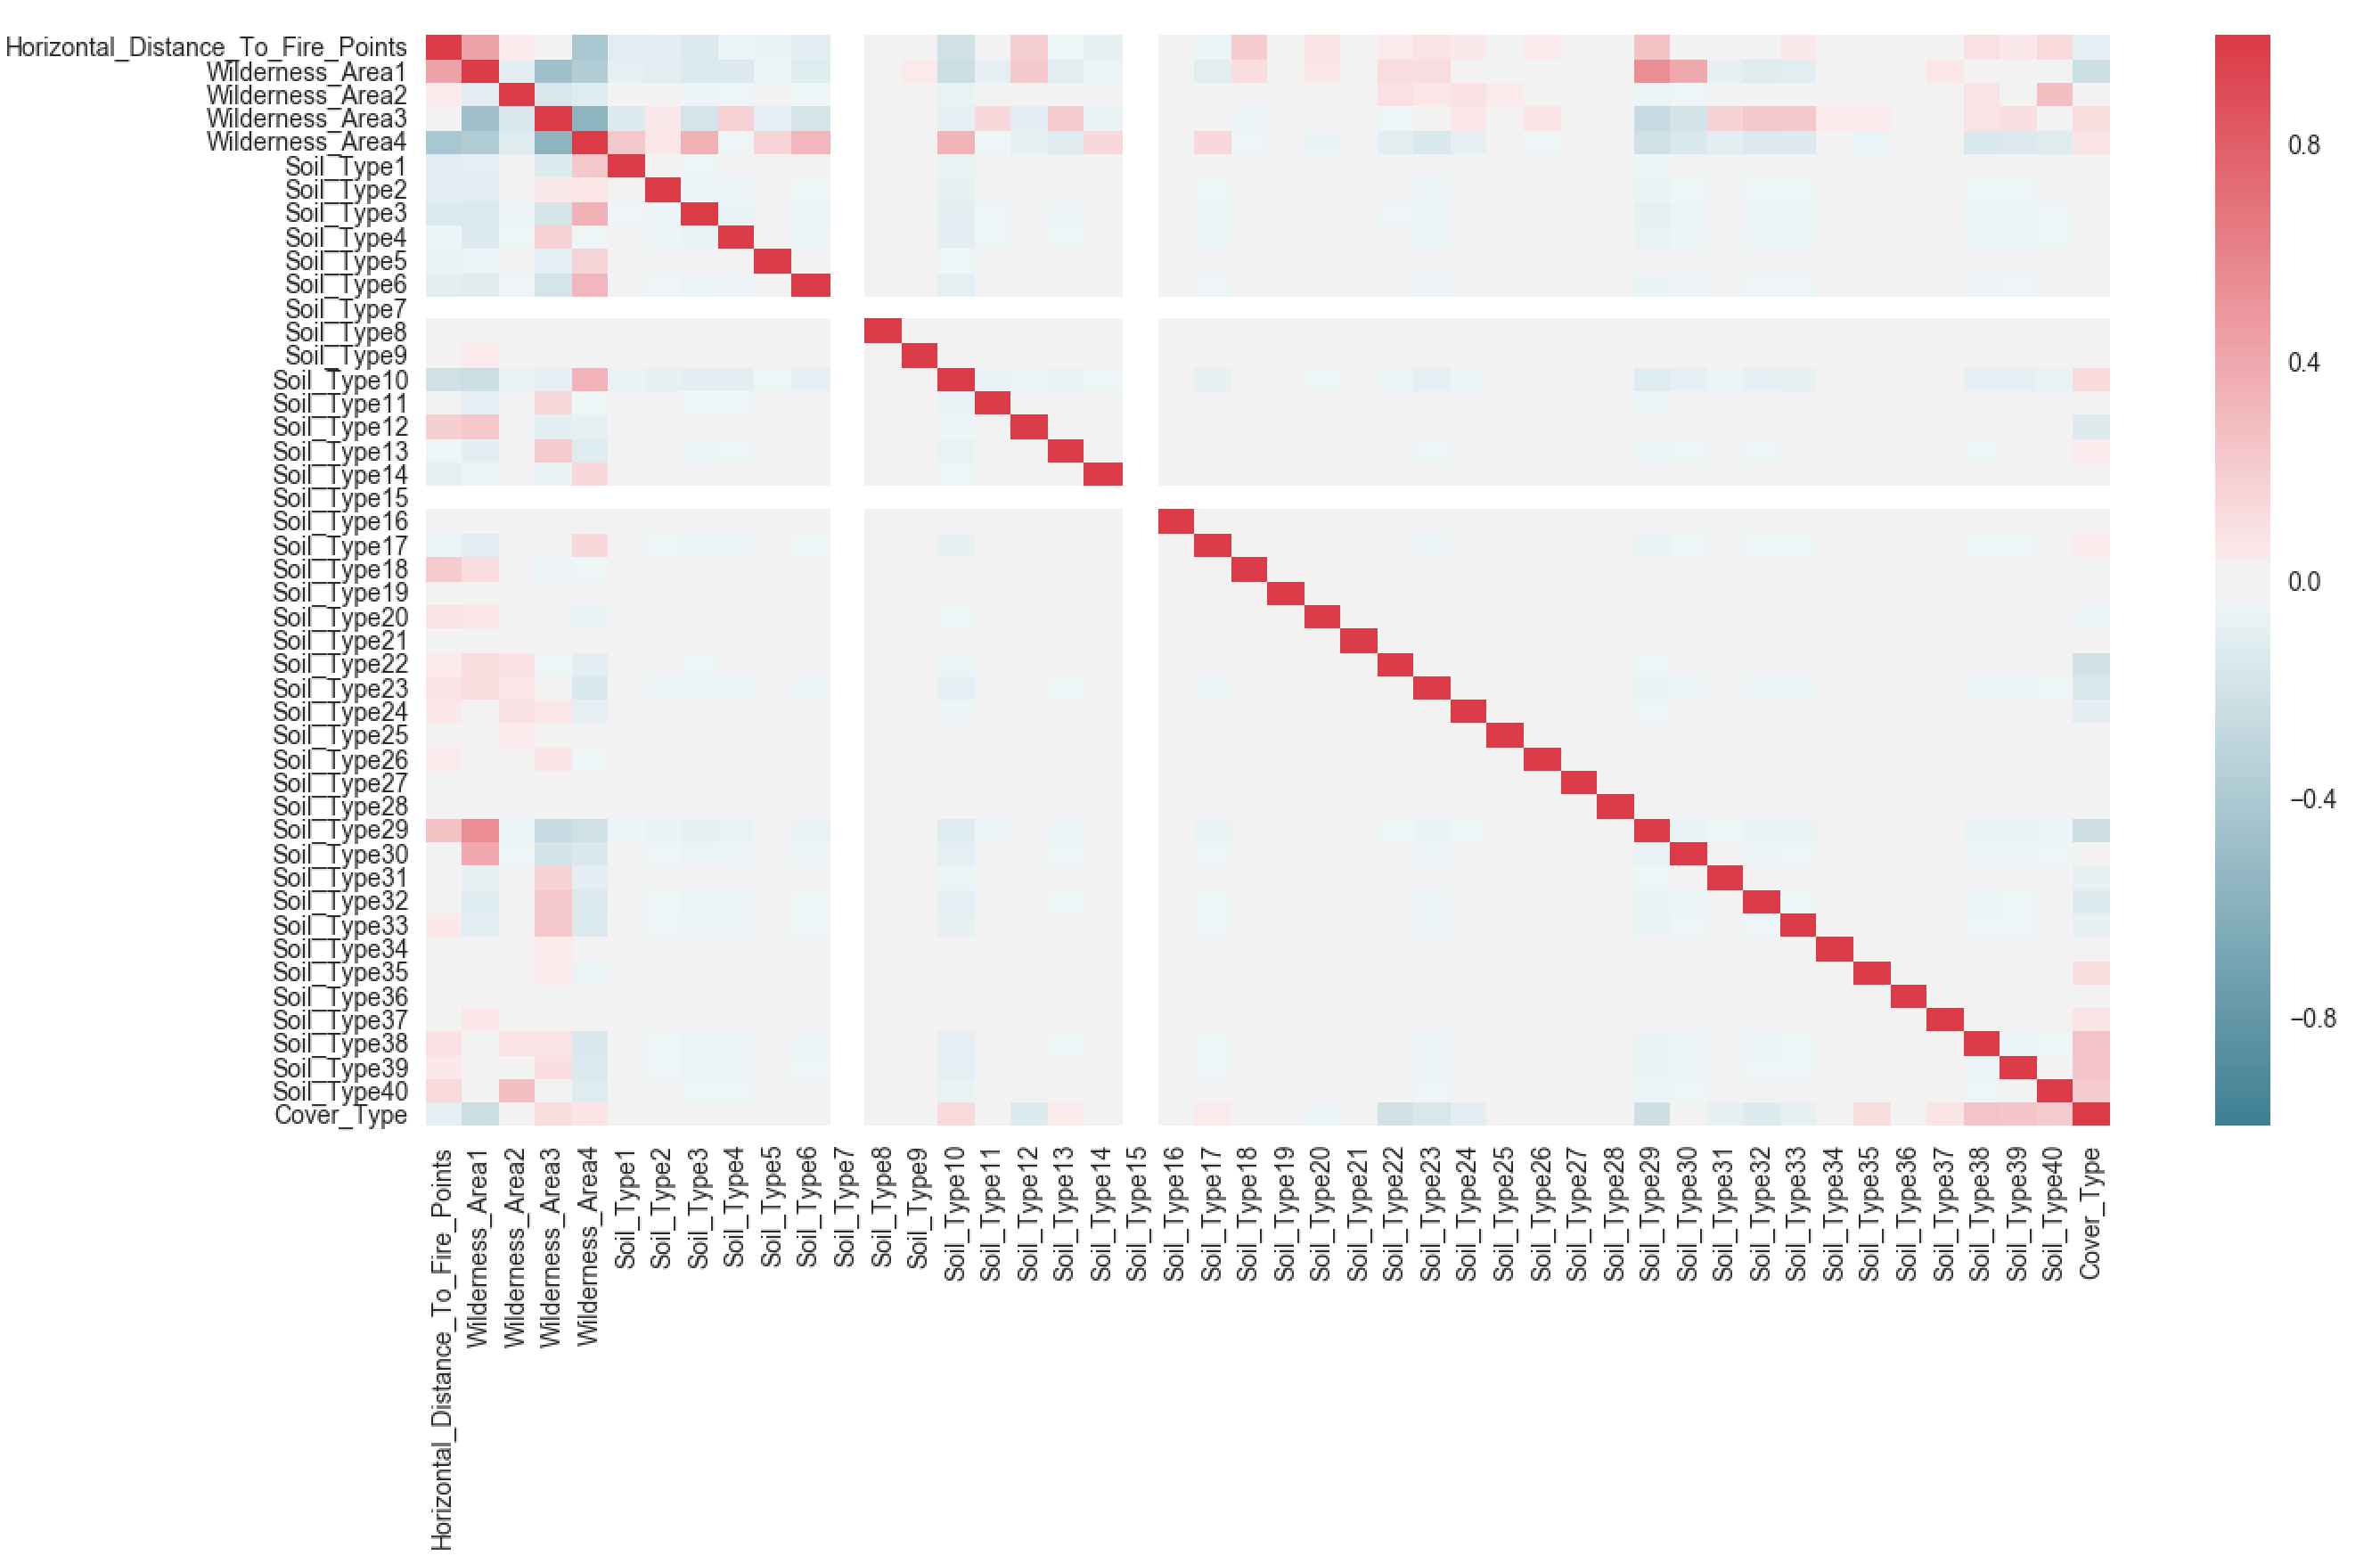 Horizontal_Distance_To_Fire_Points
Wilderness_Area1
Wilderness_Area2
Wilderness_Area3
Wilderness_Area4
Soil_Type1
Soil_Type2
Soil_Type3
Soil_Type4
Soil_Type5
Soil_Type6
Soil_Type7
Soil_Type8
Soil_Type9
Soil_Type10
Soil_Type11
Soil_Type12
Soil_Type13
Soil_Type14
Soil_Type15
Soil_Type16
Soil_Type17
Soil_Type18
Soil_Type19
Soil_Type20
Soil_Type21
Soil_Type22
Soil_Type23
Soil_Type24
Soil_Type25
Soil_Type26
Soil_Type27
Soil_Type28
Soil_Type29
Soil_Type30
Soil_Type31
Soil_Type32
Soil_Type33
Soil_Type34
Soil_Type35
Soil_Type36
Soil_Type37
Soil_Type38
Soil_Type39
Soil_Type40
Cover_Type
Horizontal_Distance_To_Fire_Points
Wilderness_Area1
Wilderness_Area2
Wilderness_Area3
Wilderness_Area4
Soil_Type1
Soil_Type2
Soil_Type3
Soil_Type4
Soil_Type5
Soil_Type6
Soil_Type7
Soil_Type8
Soil_Type9
Soil_Type10
Soil_Type11
Soil_Type12
Soil_Type13
Soil_Type14
Soil_Type15
Soil_Type16
Soil_Type17
Soil_Type18
Soil_Type19
Soil_Type20
Soil_Type21
Soil_Type22
Soil_Type23
Soil_Type24
Soil_Type25
Soil_Type26
Soil_Type27
Soil_Type28
Soil_Type29
Soil_Type30
Soil_Type31
Soil_Type32
Soil_Type33
Soil_Type34
Soil_Type35
Soil_Type36
Soil_Type37
Soil_Type38
Soil_Type39
Soil_Type40
Cover_Type
0.8
0.4
0.0
−0.4
−0.8